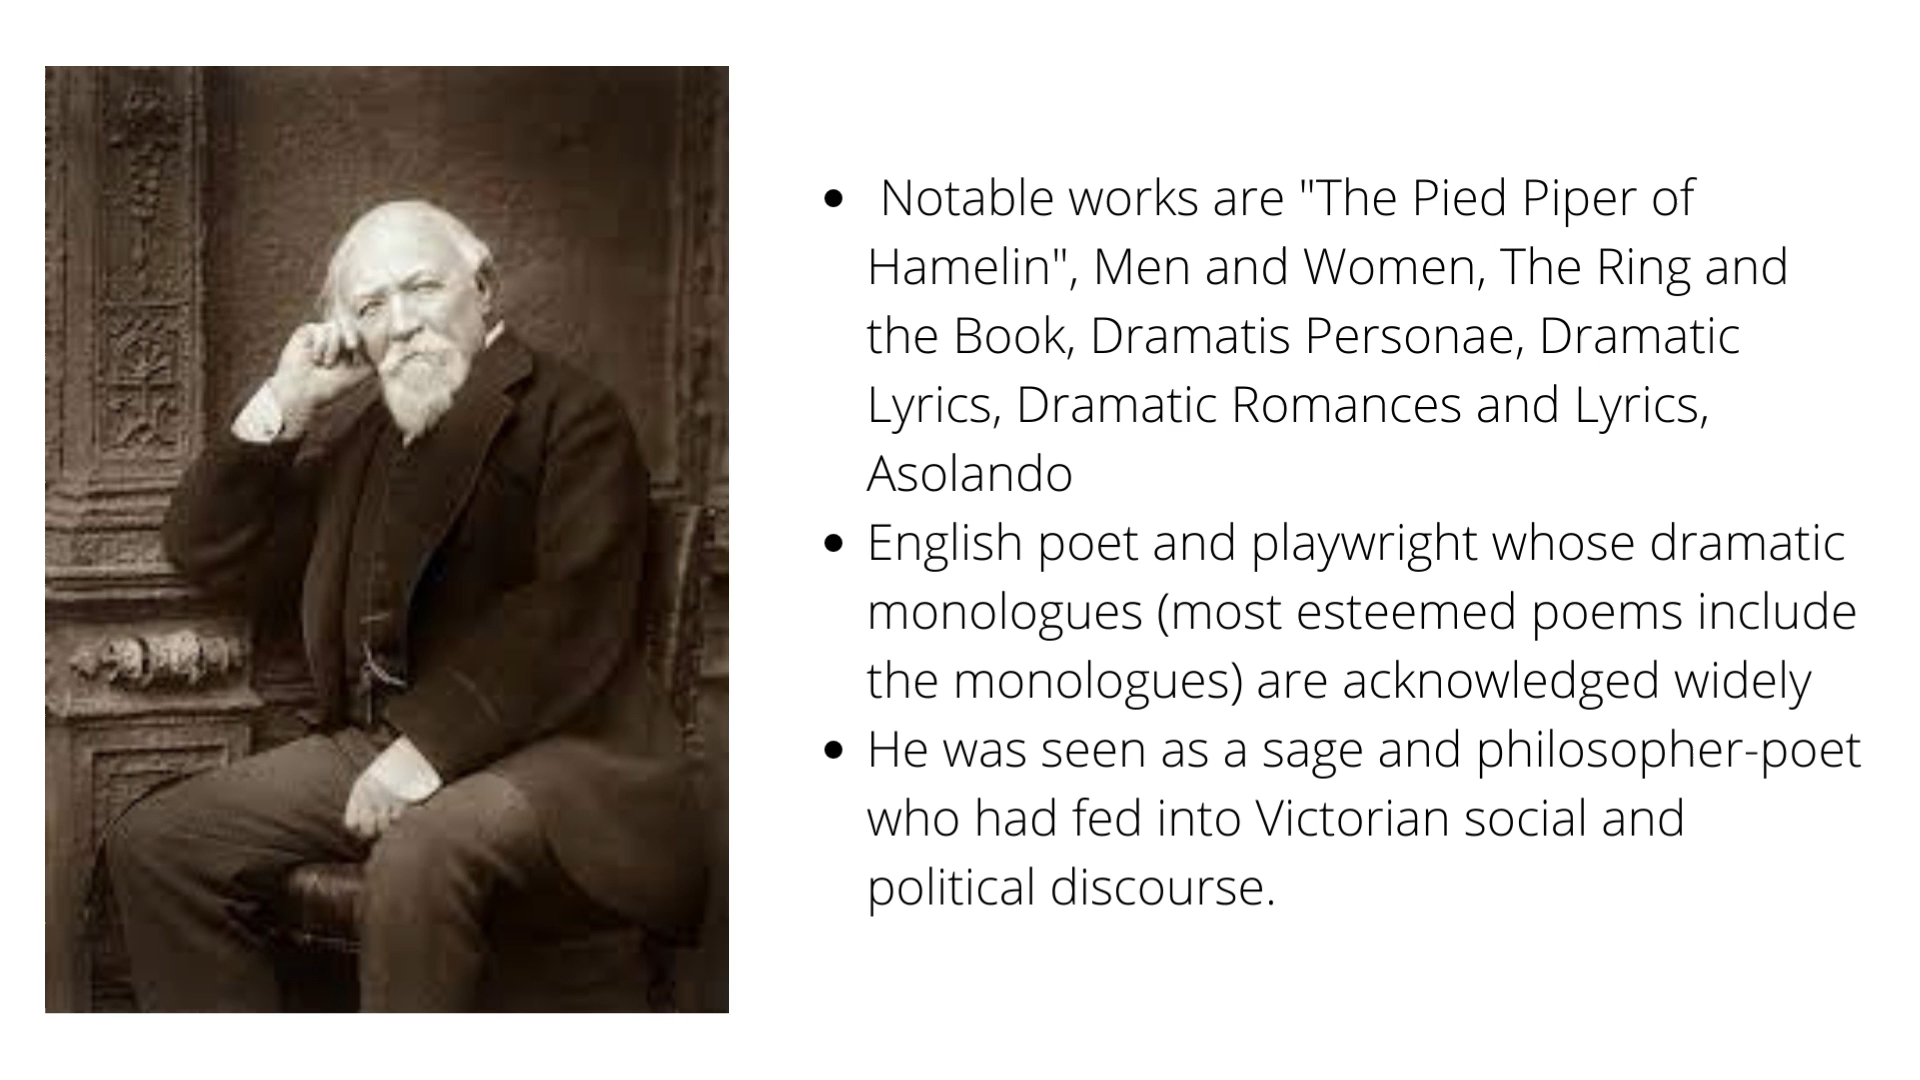 • Notable works are "The Pied Piper of
Hamelin", Men and Women, The Ring and
the Book, Dramatis Personae, Dramatic
Lyrics, Dramatic Romances and Lyrics,
Asolando
• English poet and playwright whose dramatic
monologues (most esteemed poems include
the monologues) are acknowledged widely
• He was seen as a sage and philosopher-poet
who had fed into Victorian social and
political discourse.